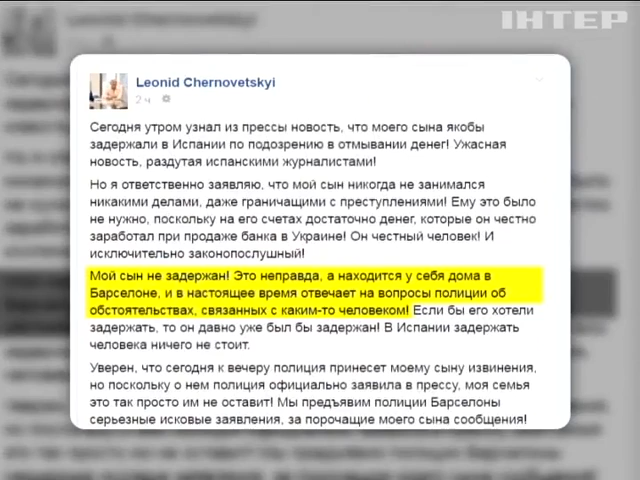 ІНТЕР
Leonid Chernovetskyi
Leonid Chernovetskyi
2 ч
Сегодня утром узнал из прессы новость, что моего сына якобы
задержали в Испании по подозрению в отмывании денег! Ужасная
новость, раздутая испанскими журналистами!
Но я ответственно заявляю, что мой сын никогда не занимался
никакими делами, даже граничащими с преступлениями! Ему это было
не нужно, поскольку на его счетах достаточно денег, которые он честно
заработал при продаже банка в Украине! Он честный человек! И
исключительно законопослушный!
Мой сын не задержан! Это неправда, а находится у себя дома в
Барселоне, и в настоящее время отвечает на вопросы полиции об
обстоятельствах, связанных с каким-то человеком! Если бы его хотели
задержать, то он давно уже был бы задержан! В Испании задержать
человека ничего не стоит.
Уверен, что сегодня к вечеру полиция принесет моему сыну извинения,
но поскольку о нем полиция официально заявила в прессу, моя семья
это так просто им не оставит! Мы предъявим полиции Барселоны
серьезные исковые заявления, за порочащие моего сына сообщения!